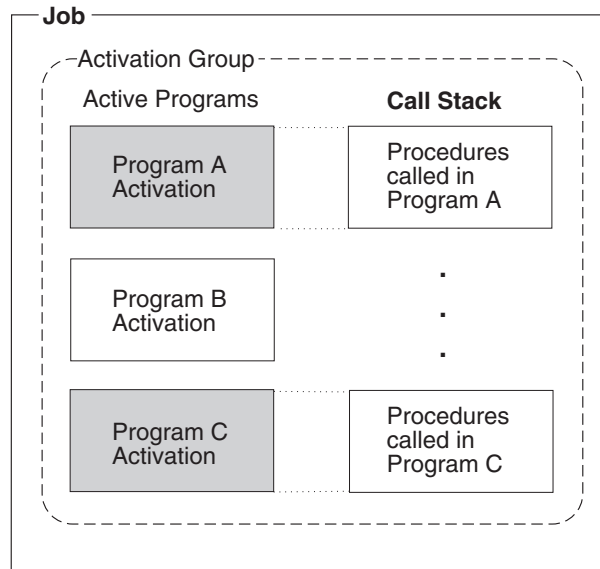 Job
Activation Group
Active Programs
Call Stack
Program A
Activation
Procedures
called in
Program A
Program B
Activation
.
.
.
Program C
Activation
Procedures
called in
Program C